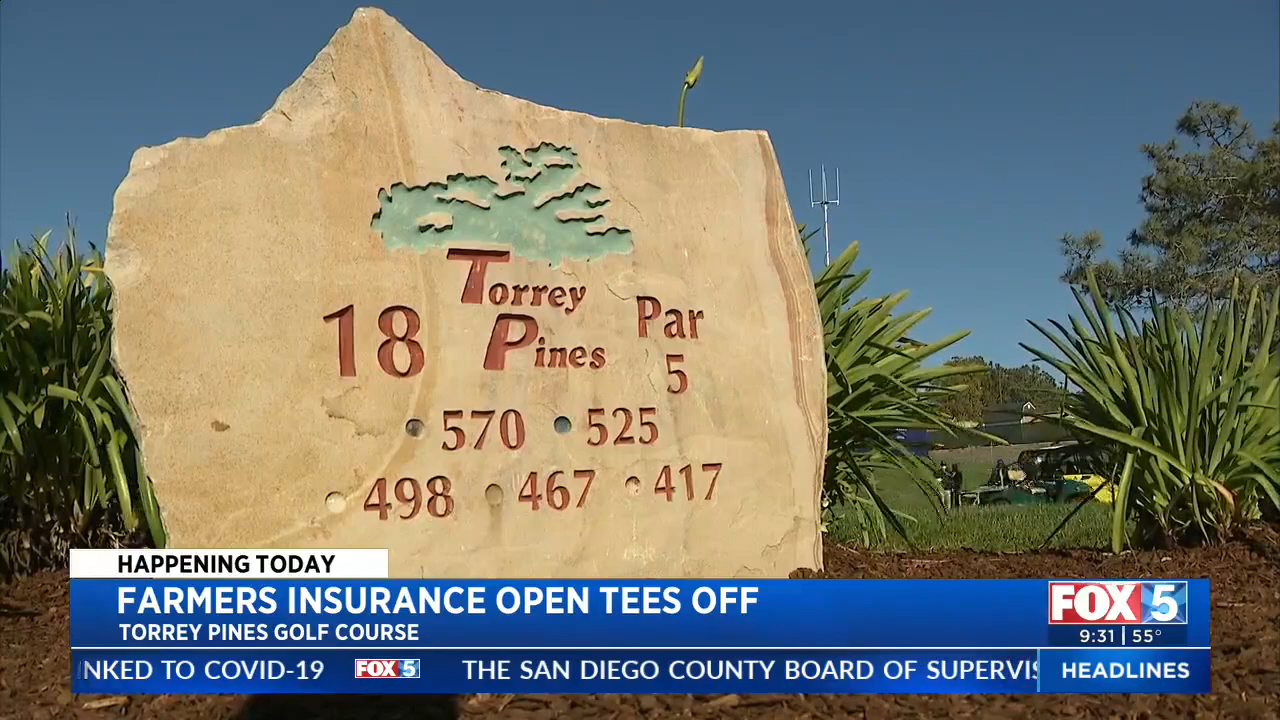 Torrey
18 Pines Par
5
570 525
498 467 417
HAPPENING TODAY
FARMERS INSURANCE OPEN TEES OFF
TORREY PINES GOLF COURSE
FOX 5
9:31 | 55°
NKED TO COVID-19 FOX 5 THE SAN DIEGO COUNTY BOARD OF SUPERVIS
HEADLINES